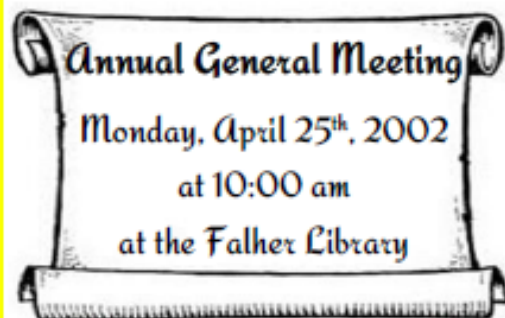 Annual General Meeting
Monday, April 25th, 2002
at 10:00 am
at the Falher Library